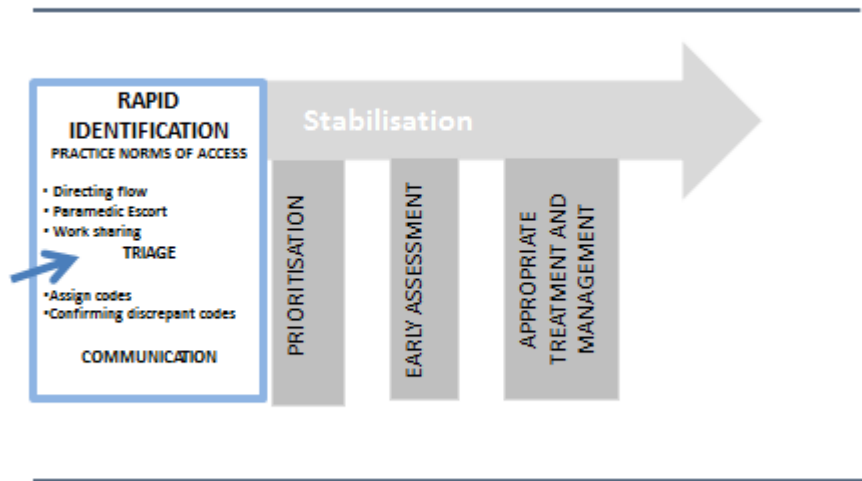 RAPID
IDENTIFICATION
PRACTICE NORMS OF ACCESS
• Directing flow
• Paramedic Escort
• Work sharing
TRIAGE
•Assign codes
•Confirming discrepant codes
COMMUNICATION
Stabilisation
PRIORITISATION
EARLY ASSESSMENT
APPROPRIATE
TREATMENT AND
MANAGEMENT